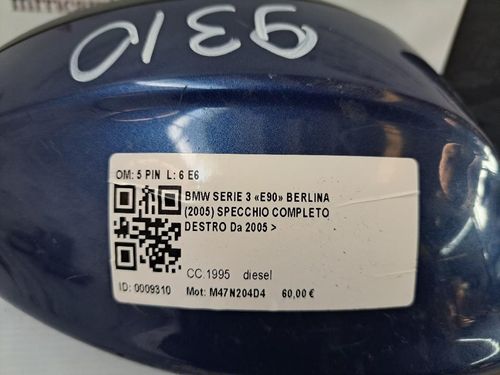 9310
OM: 5 PIN L: 6 E6
BMW SERIE 3 «E90» BERLINA
(2005) SPECCHIO COMPLETO
DESTRO Da 2005 >
CC.1995 diesel
ID: 0009310 Mot: M47N204D4 60,00 €